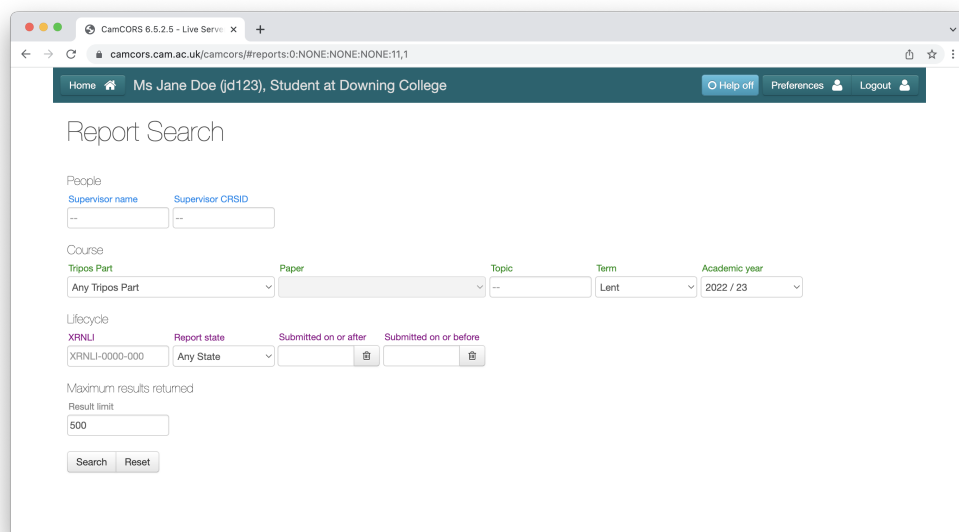 CamCORS 6.5.2.5 - Live Serve
camcors.cam.ac.uk/camcors/#reports:0:NONE:NONE:NONE:11,1
Home Ms Jane Doe (jd123), Student at Downing College Help off Preferences Logout
Report Search
People
Supervisor name Supervisor CRSID
-- --
Course
Tripos Part Paper Topic Term Academic year
Any Tripos Part -- Lent 2022 / 23
Lifecycle
XRNLI Report state Submitted on or after Submitted on or before
XRNLI-0000-000 Any State
Maximum results returned
Result limit
500
Search Reset